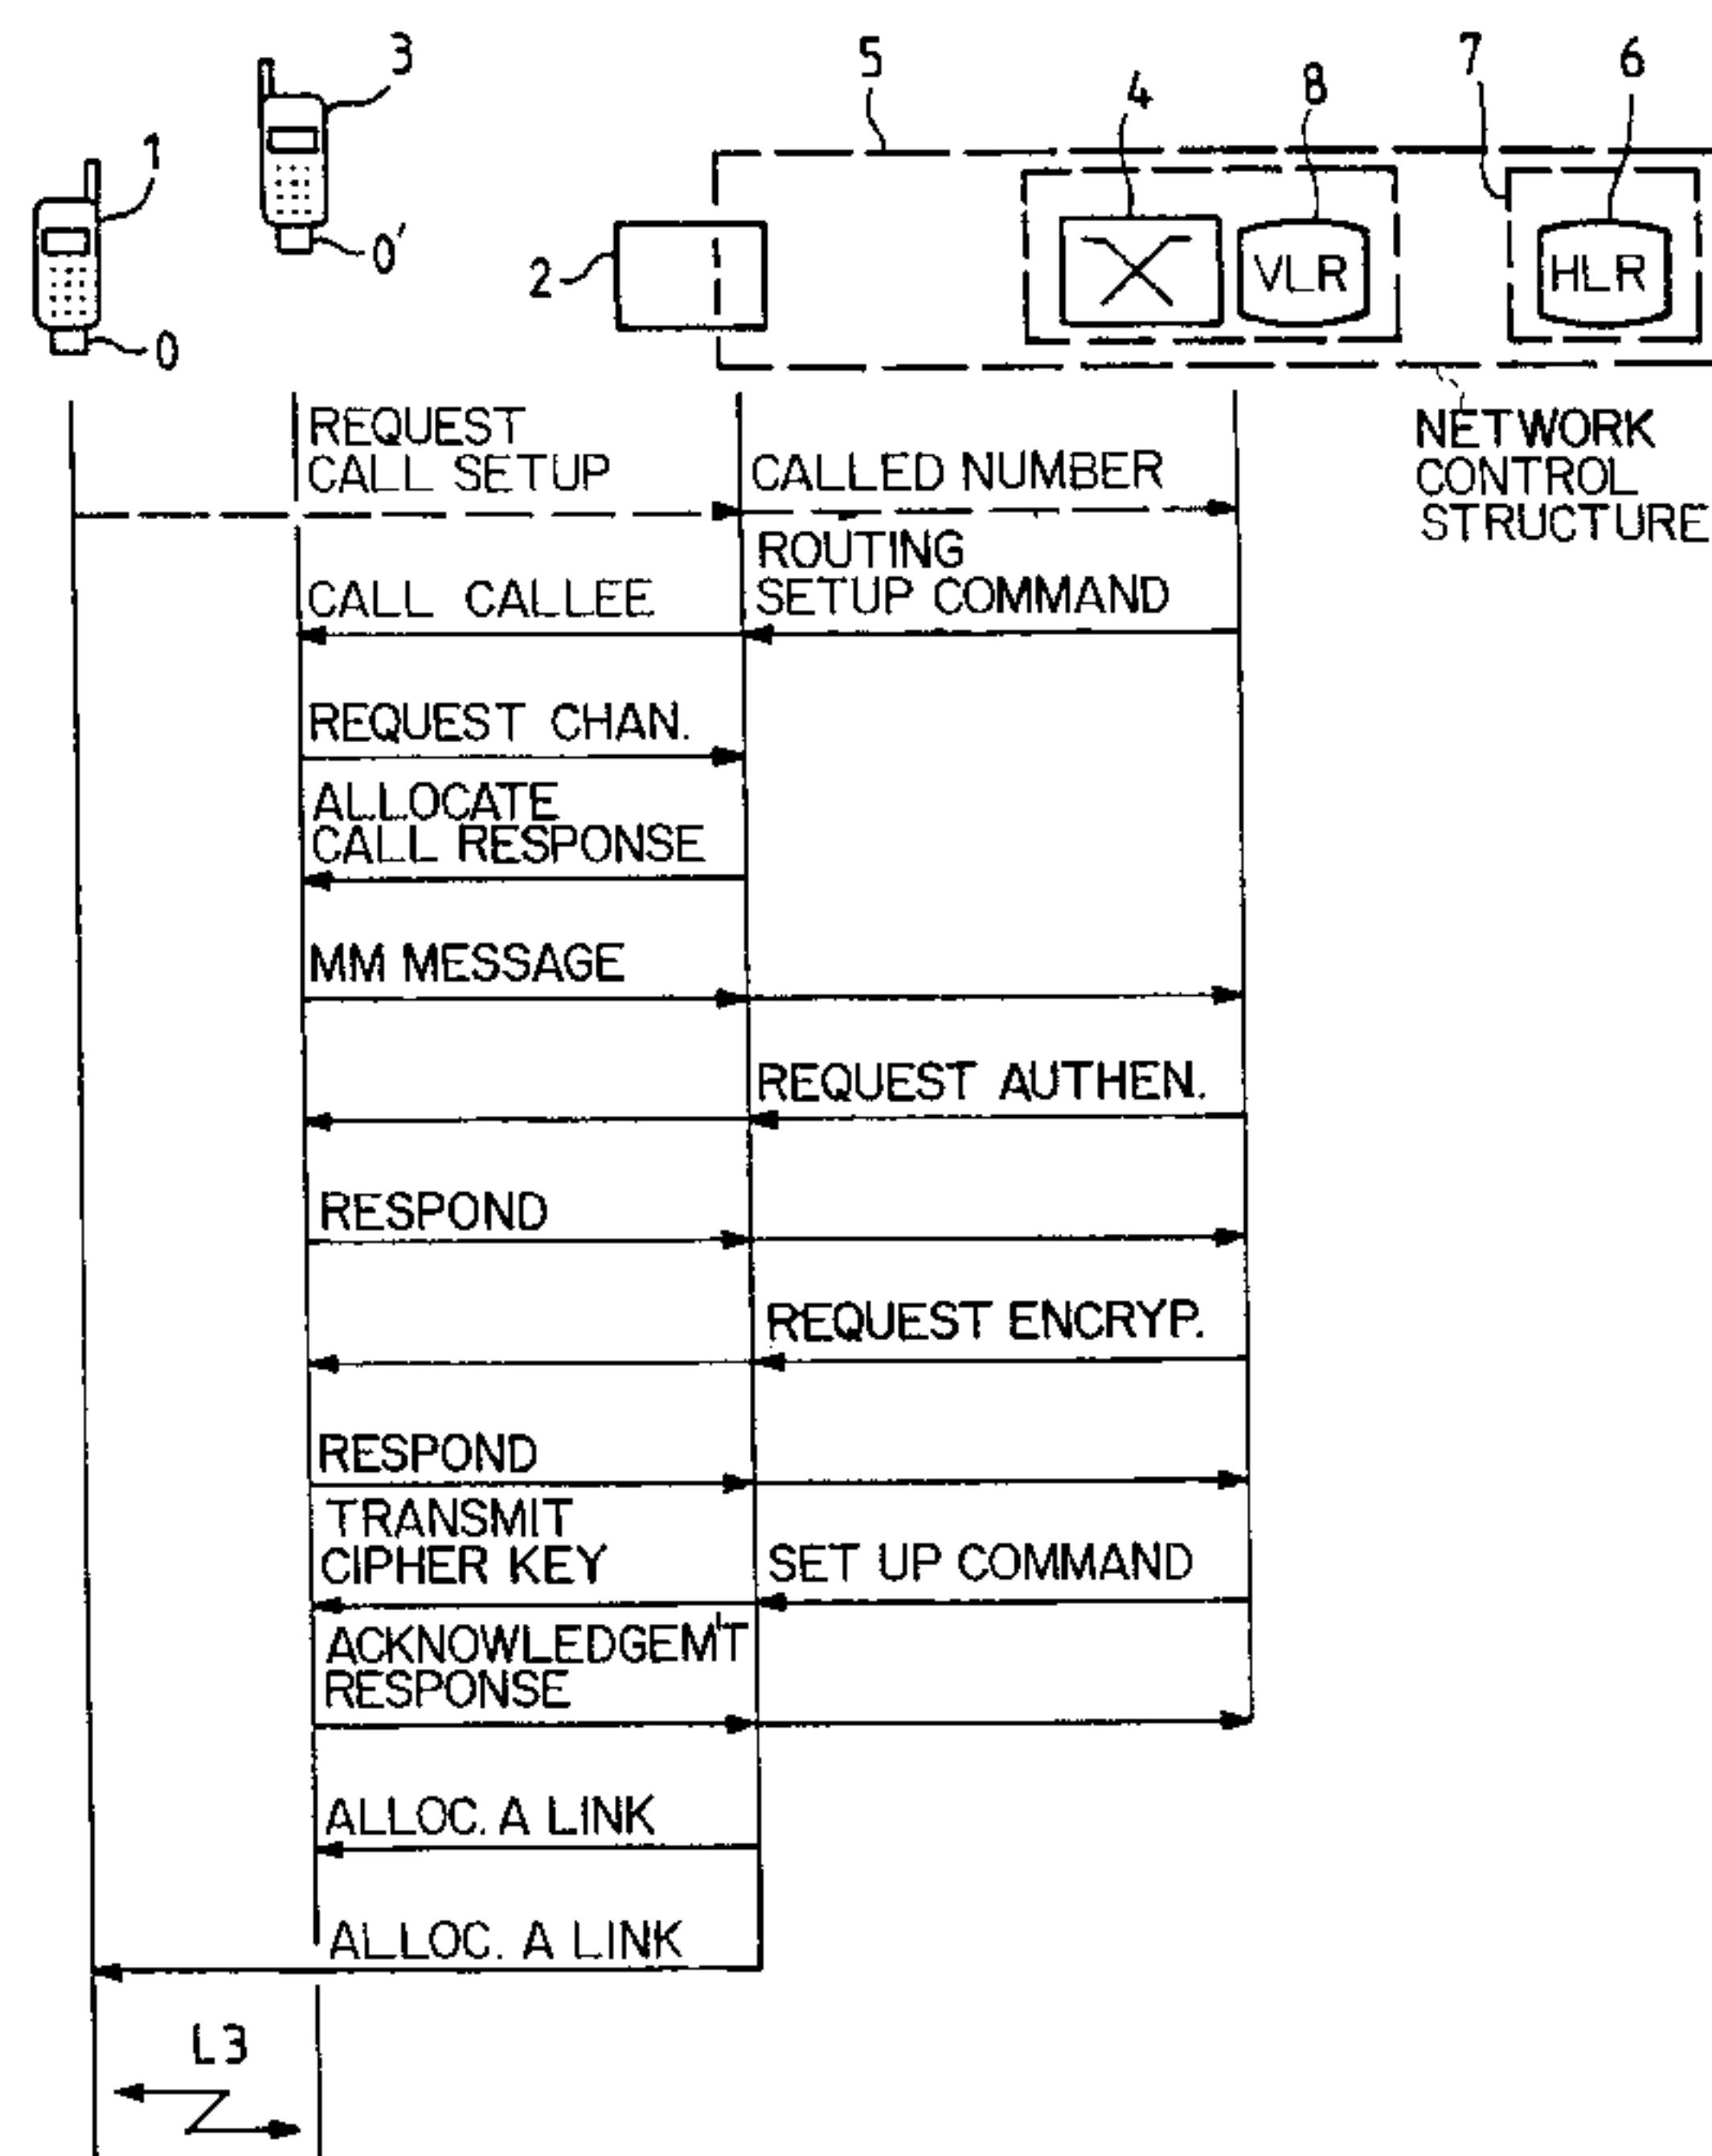 3
5
4
8
7
6
1
0'
2
VLR
HLR
0
REQUEST
CALL SETUP
CALLED NUMBER
NETWORK
CONTROL
STRUCTURE
ROUTING
CALL CALLEE
SETUP COMMAND
REQUEST CHAN.
ALLOCATE
CALL RESPONSE
MM MESSAGE
REQUEST AUTHEN.
RESPOND
REQUEST ENCRYP.
RESPOND
TRANSMIT
CIPHER KEY
SET UP COMMAND
ACKNOWLEDGEM'T
RESPONSE
ALLOC. A LINK
ALLOC. A LINK
L3